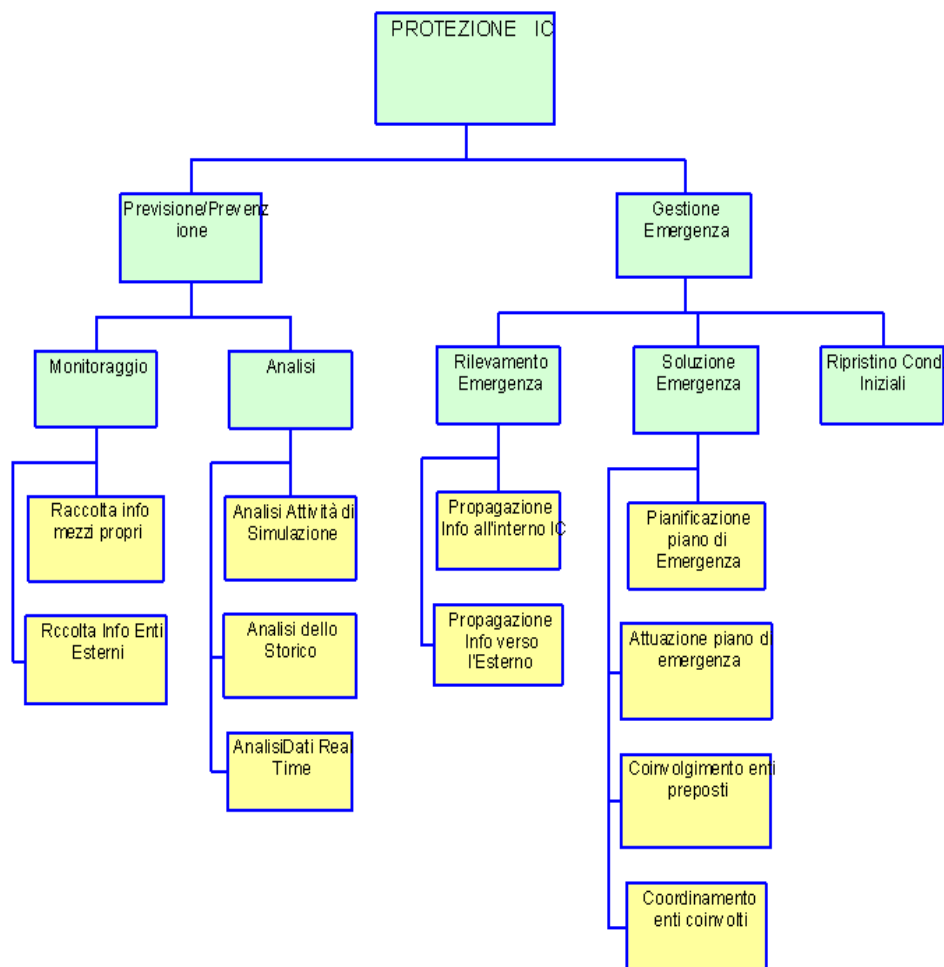 PROTEZIONE IC
Previsione/Prevenz
ione
Gestione
Emergenza
Monitoraggio
Analisi
Rilevamento
Emergenza
Soluzione
Emergenza
Ripristino Cond
Iniziali
Raccolta info
mezzi propri
Analisi Attività di
Simulazione
Propagazione
Info all'interno IC
Pianificazione
piano di
Emergenza
Rccolta Info Enti
Esterni
Analisi dello
Storico
Propagazione
Info verso
l'Esterno
Attuazione piano di
emergenza
AnalisiDati Real
Time
Coinvolgimento enti
preposti
Coordinamento
enti coinvolti